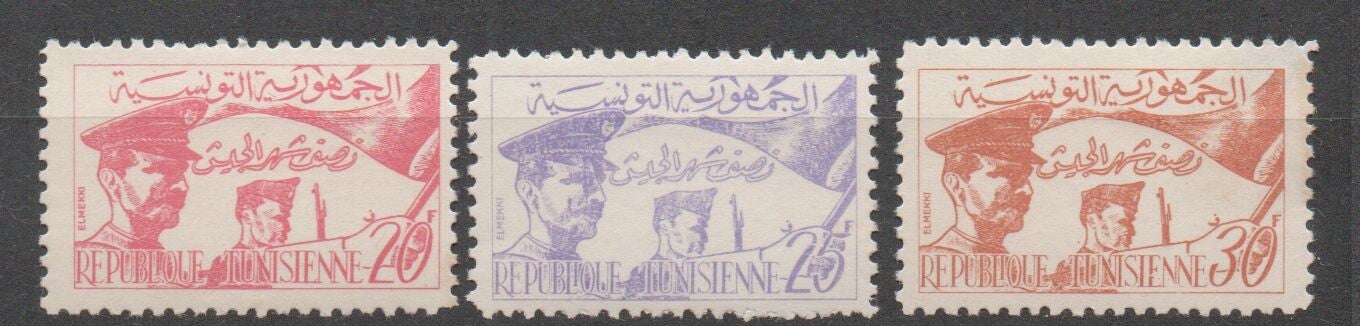 الجمهورية التونسية
نصف شهر الجيش
ELMEKKI
ف
F
20
REPUBLIQUE TUNISIENNE
الجمهورية التونسية
نصف شهر الجيش
ELMEKKI
ف
F
25
REPUBLIQUE TUNISIENNE
الجمهورية التونسية
نصف شهر الجيش
ELMEKKI
ف
F
30
REPUBLIQUE TUNISIENNE